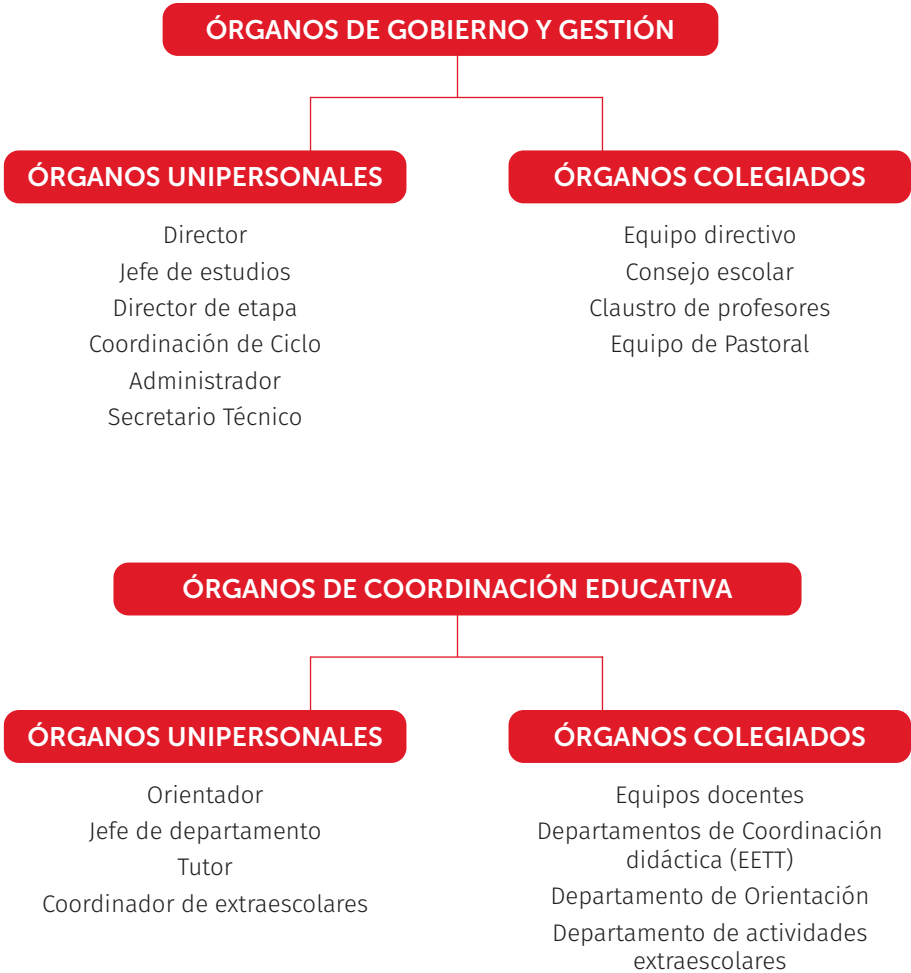 ÓRGANOS DE GOBIERNO Y GESTIÓN
ÓRGANOS UNIPERSONALES
Director
Jefe de estudios
Director de etapa
Coordinación de Ciclo
Administrador
Secretario Técnico
ÓRGANOS COLEGIADOS
Equipo directivo
Consejo escolar
Claustro de profesores
Equipo de Pastoral
ÓRGANOS DE COORDINACIÓN EDUCATIVA
ÓRGANOS UNIPERSONALES
Orientador
Jefe de departamento
Tutor
Coordinador de extraescolares
ÓRGANOS COLEGIADOS
Equipos docentes
Departamentos de Coordinación
didáctica (EETT)
Departamento de Orientación
Departamento de actividades
extraescolares